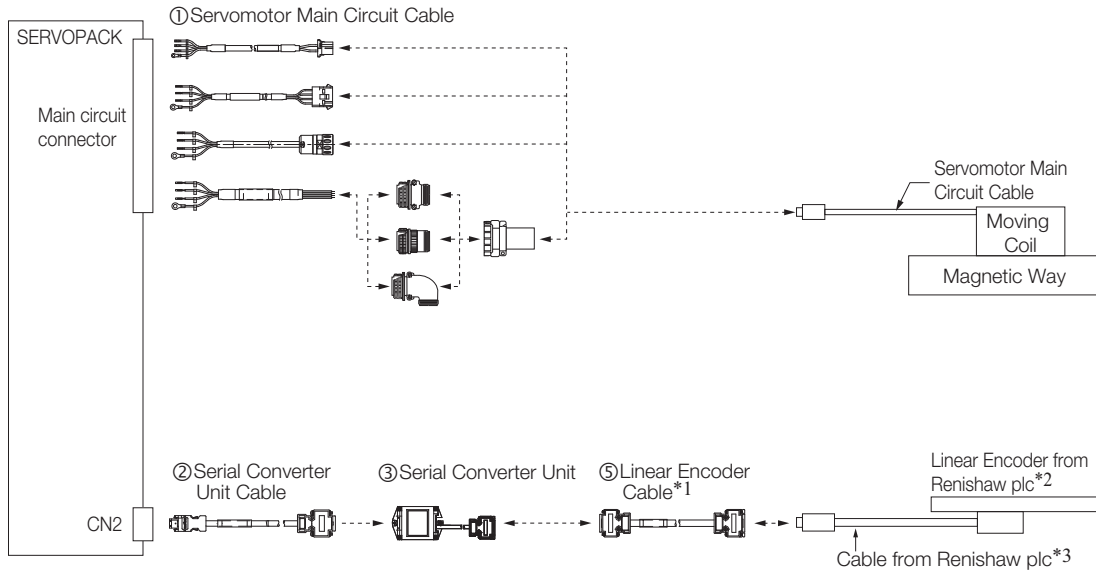 ①Servomotor Main Circuit Cable
SERVOPACK
Main circuit
connector
Servomotor Main
Circuit Cable
Moving
Coil
Magnetic Way
②Serial Converter
Unit Cable
③Serial Converter Unit
⑤Linear Encoder
Cable*1
Linear Encoder from
Renishaw plc*2
CN2
Cable from Renishaw plc*3